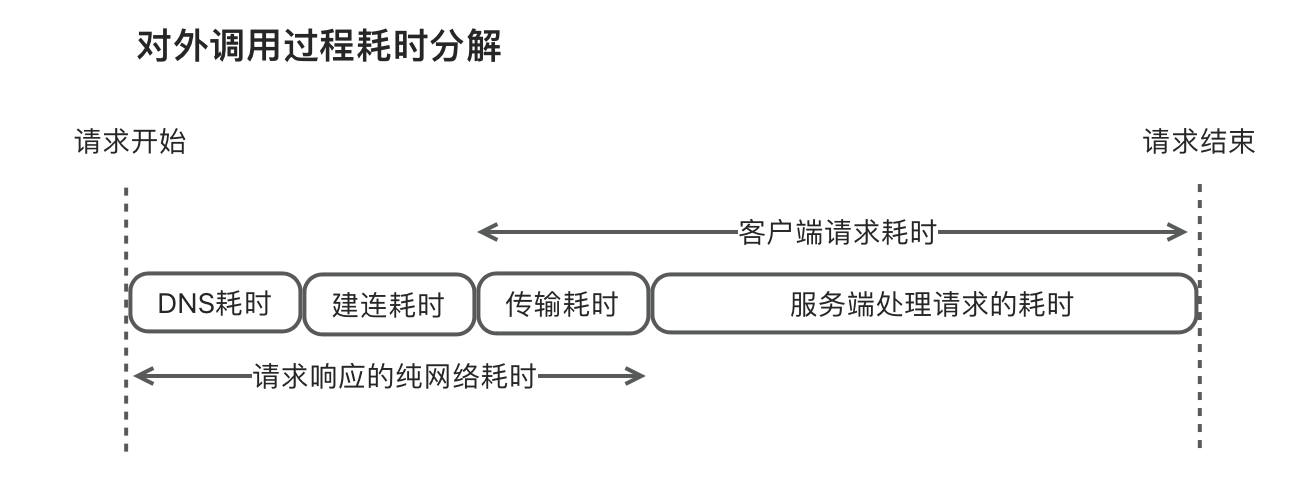 对外调用过程耗时分解
请求开始
请求结束
客户端请求耗时
DNS耗时
建连耗时
传输耗时
服务端处理请求的耗时
请求响应的纯网络耗时